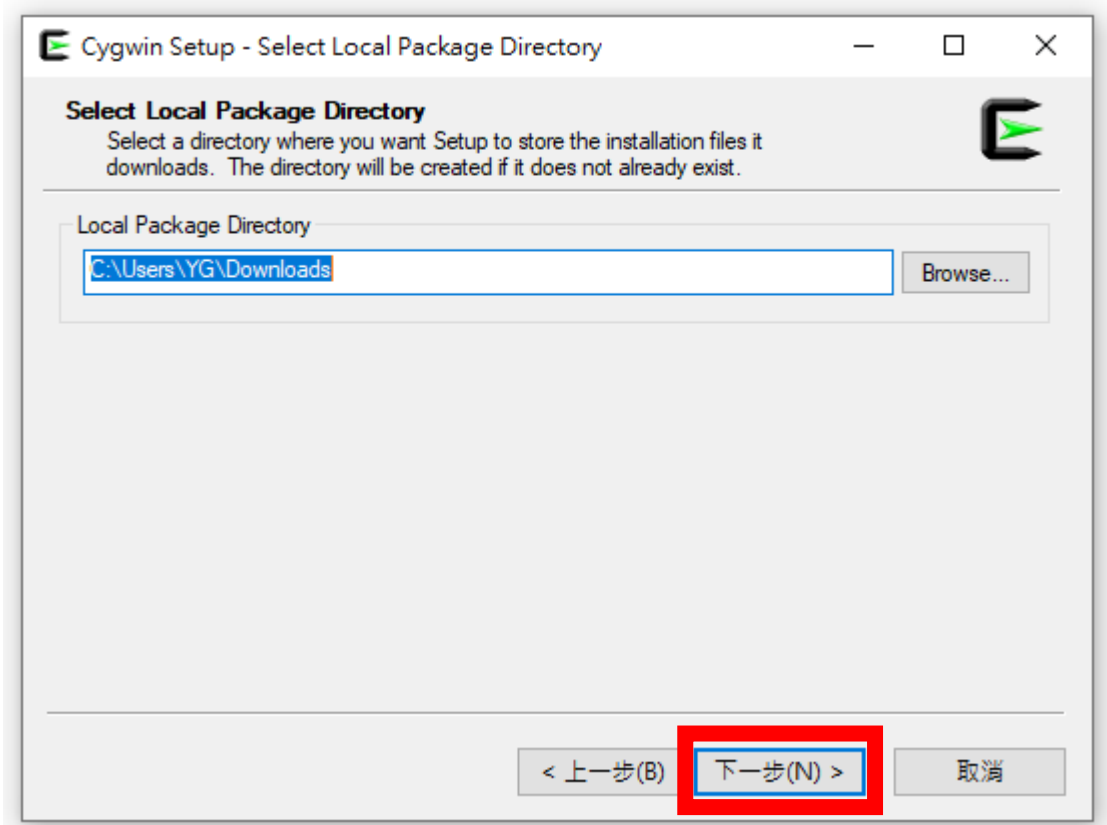 Cygwin Setup - Select Local Package Directory
Select Local Package Directory
Select a directory where you want Setup to store the installation files it
downloads.  The directory will be created if it does not already exist.
Local Package Directory
C:\Users\YG\Downloads
Browse...
< 上一步(B)
下一步(N) >
取消